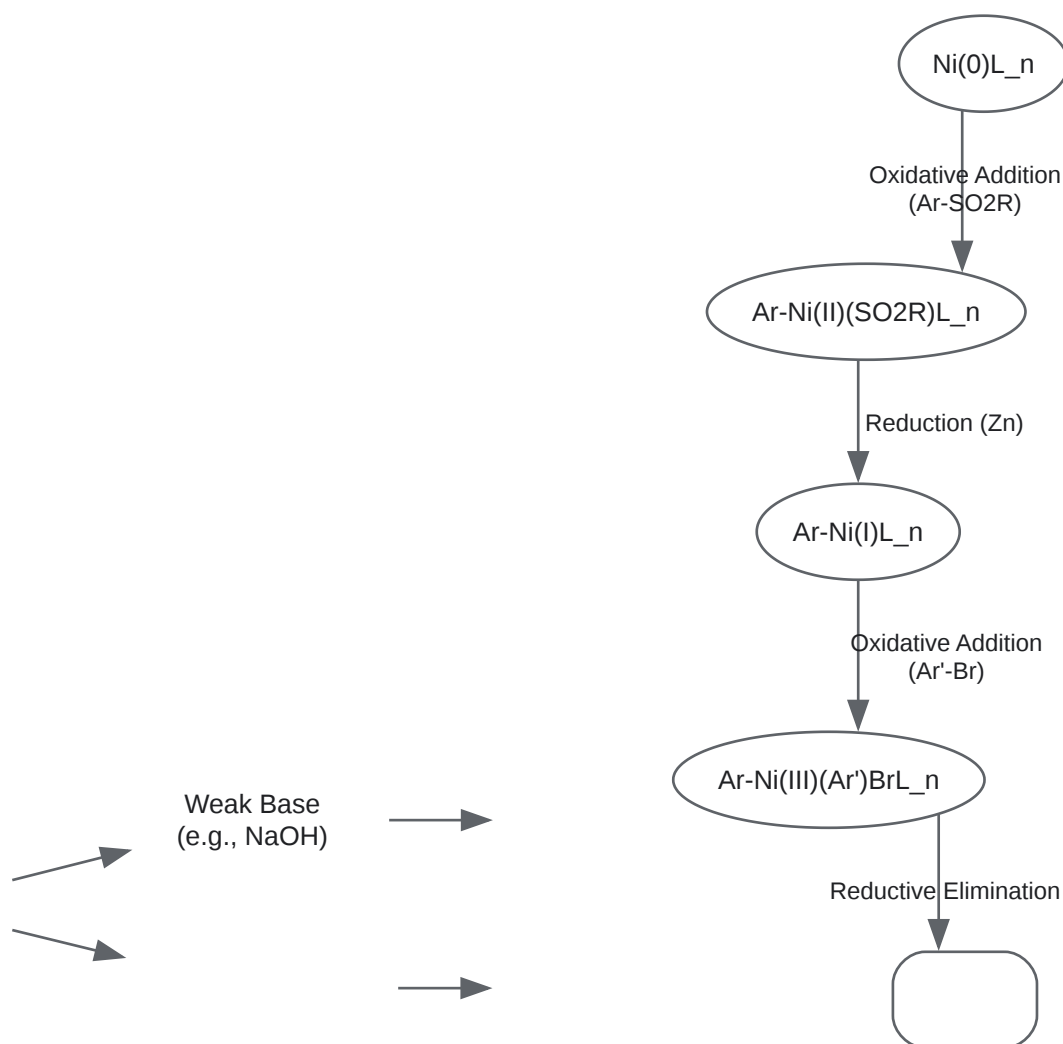 Ni(0)L_n
Oxidative Addition
(Ar-SO2R)
Ar-Ni(II)(SO2R)L_n
Reduction (Zn)
Ar-Ni(I)L_n
Oxidative Addition
(Ar'-Br)
Ar-Ni(III)(Ar')BrL_n
Weak Base
(e.g., NaOH)
Reductive Elimination